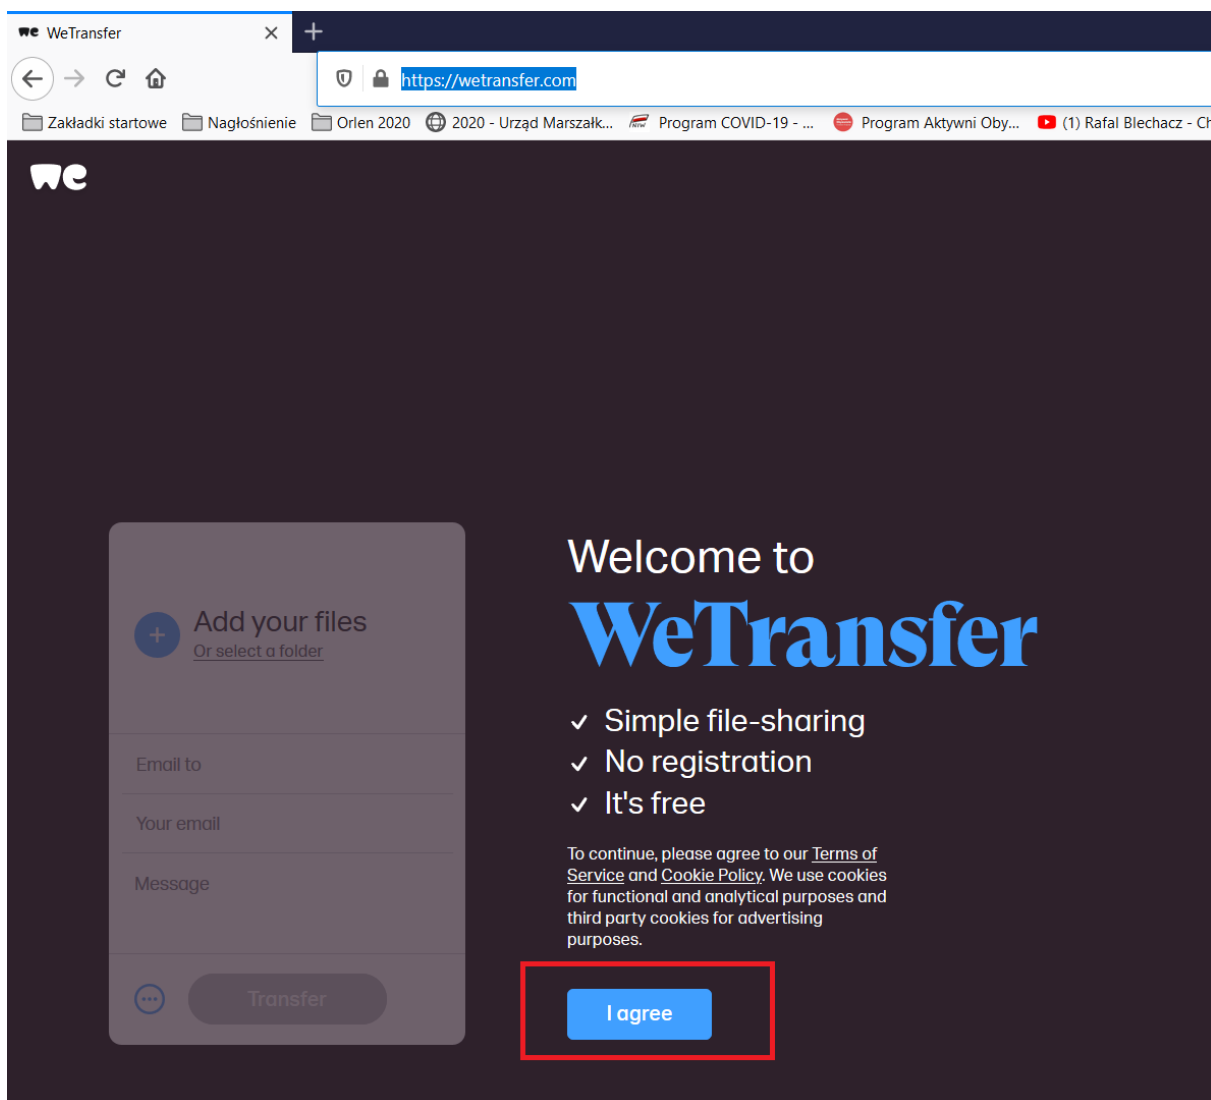 we WeTransfer
https://wetransfer.com
Zakładki startowe Nagłośnienie Orlen 2020 2020 - Urząd Marszałk... Program COVID-19 - ... Program Aktywni Oby... (1) Rafal Blechacz - Ch
we
Welcome to
WeTransfer
Add your files
Or select a folder
Simple file-sharing
No registration
It's free
Email to
Your email
Message
To continue, please agree to our Terms of
Service and Cookie Policy. We use cookies
for functional and analytical purposes and
third party cookies for advertising
purposes.
Transfer
I agree